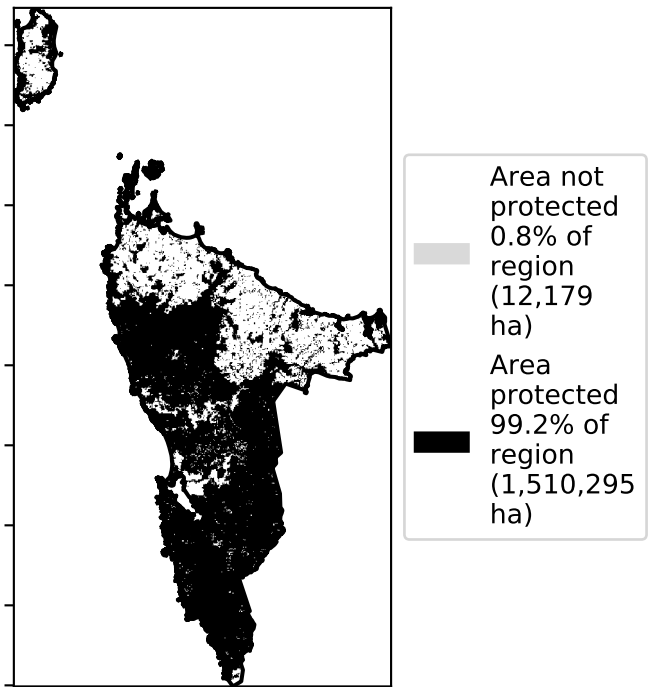 Area not
protected
0.8% of
region
(12,179
ha)
Area
protected
99.2% of
region
(1,510,295
ha)